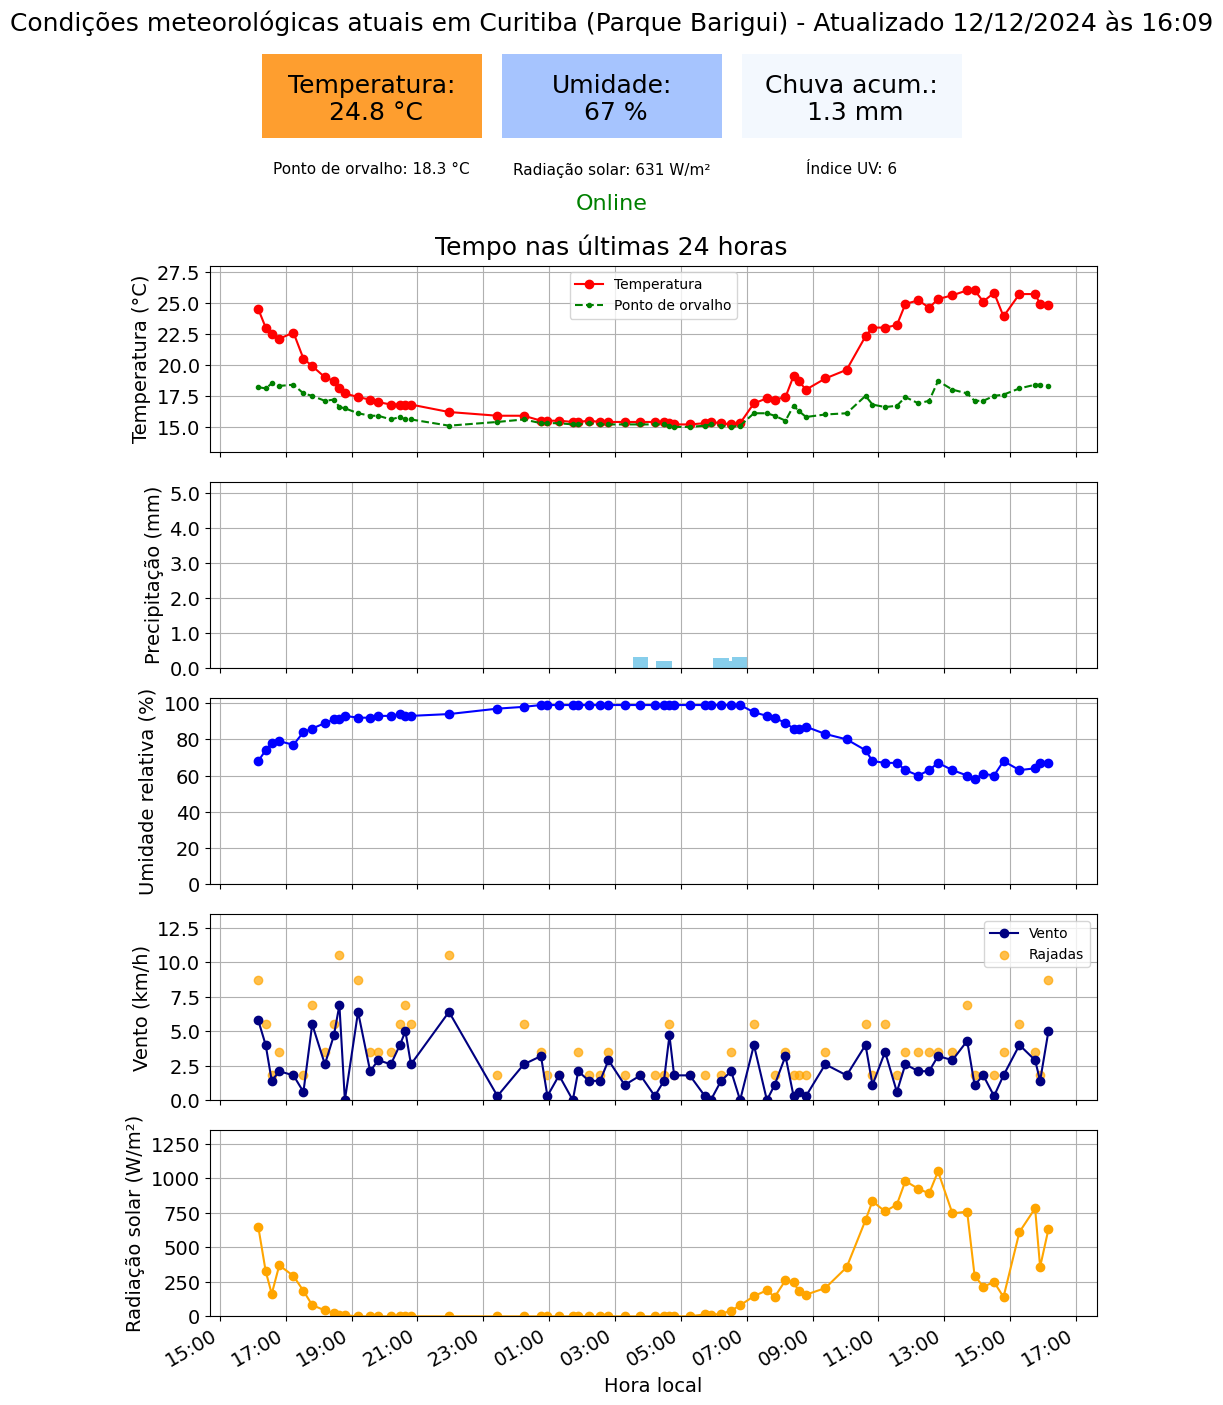 Condições meteorológicas atuais em Curitiba (Parque Barigui) - Atualizado 12/12/2024 às 16:09
Temperatura:
24.8 °C
Umidade:
67 %
Chuva acum.:
1.3 mm
Ponto de orvalho: 18.3 °C
Radiação solar: 631 W/m²
Índice UV: 6
Online
Tempo nas últimas 24 horas
Temperatura (°C)
27.5
25.0
22.5
20.0
17.5
15.0
Temperatura
Ponto de orvalho
Precipitação (mm)
5.0
4.0
3.0
2.0
1.0
0.0
Umidade relativa (%)
100
80
60
40
20
0
Vento (km/h)
12.5
10.0
7.5
5.0
2.5
0.0
Vento
Rajadas
Radiação solar (W/m²)
1250
1000
750
500
250
0
15:00
17:00
19:00
21:00
23:00
01:00
03:00
05:00
07:00
09:00
11:00
13:00
15:00
17:00
Hora local